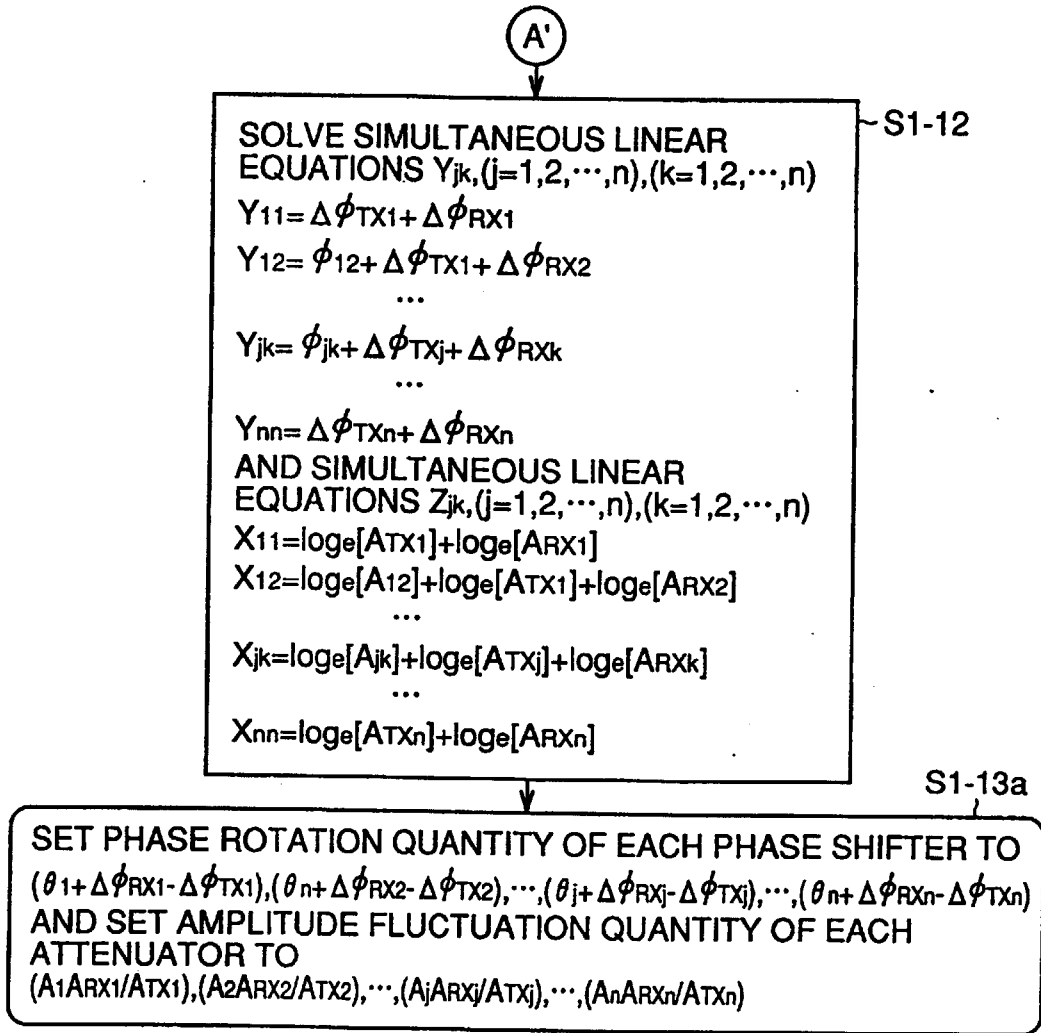 A'
S1-12
SOLVE SIMULTANEOUS LINEAR
EQUATIONS Yjk,(j=1,2,⋯,n),(k=1,2,⋯,n)
Y11=ΔϕTX1+ΔϕRX1
Y12=ϕ12+ΔϕTX1+ΔϕRX2
⋯
Yjk=ϕjk+ΔϕTXj+ΔϕRXk
⋯
Ynn=ΔϕTXn+ΔϕRXn
AND SIMULTANEOUS LINEAR
EQUATIONS Zjk,(j=1,2,⋯,n),(k=1,2,⋯,n)
X11=loge[ATX1]+loge[ARX1]
X12=loge[A12]+loge[ATX1]+loge[ARX2]
⋯
Xjk=loge[Ajk]+loge[ATXj]+loge[ARXk]
⋯
Xnn=loge[ATXn]+loge[ARXn]
S1-13a
SET PHASE ROTATION QUANTITY OF EACH PHASE SHIFTER TO
(θ1+ΔϕRX1-ΔϕTX1),(θn+ΔϕRX2-ΔϕTX2),⋯,(θj+ΔϕRXj-ΔϕTXj),⋯,(θn+ΔϕRXn-ΔϕTXn)
AND SET AMPLITUDE FLUCTUATION QUANTITY OF EACH
ATTENUATOR TO
(A1ARX1/ATX1),(A2ARX2/ATX2),⋯,(AjARXj/ATXj),⋯,(AnARXn/ATXn)